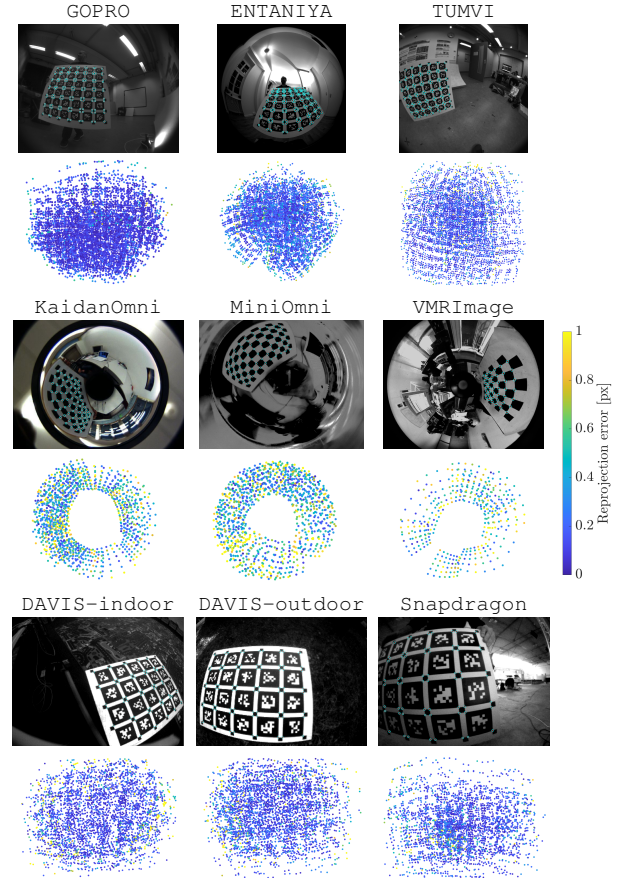 GOPRO ENTANIYA TUMVI
KaidanOmni MiniOmni VMRImage
1
0.8
0.6
0.4
0.2
0
Reprojection error [px]
DAVIS-indoor DAVIS-outdoor Snapdragon